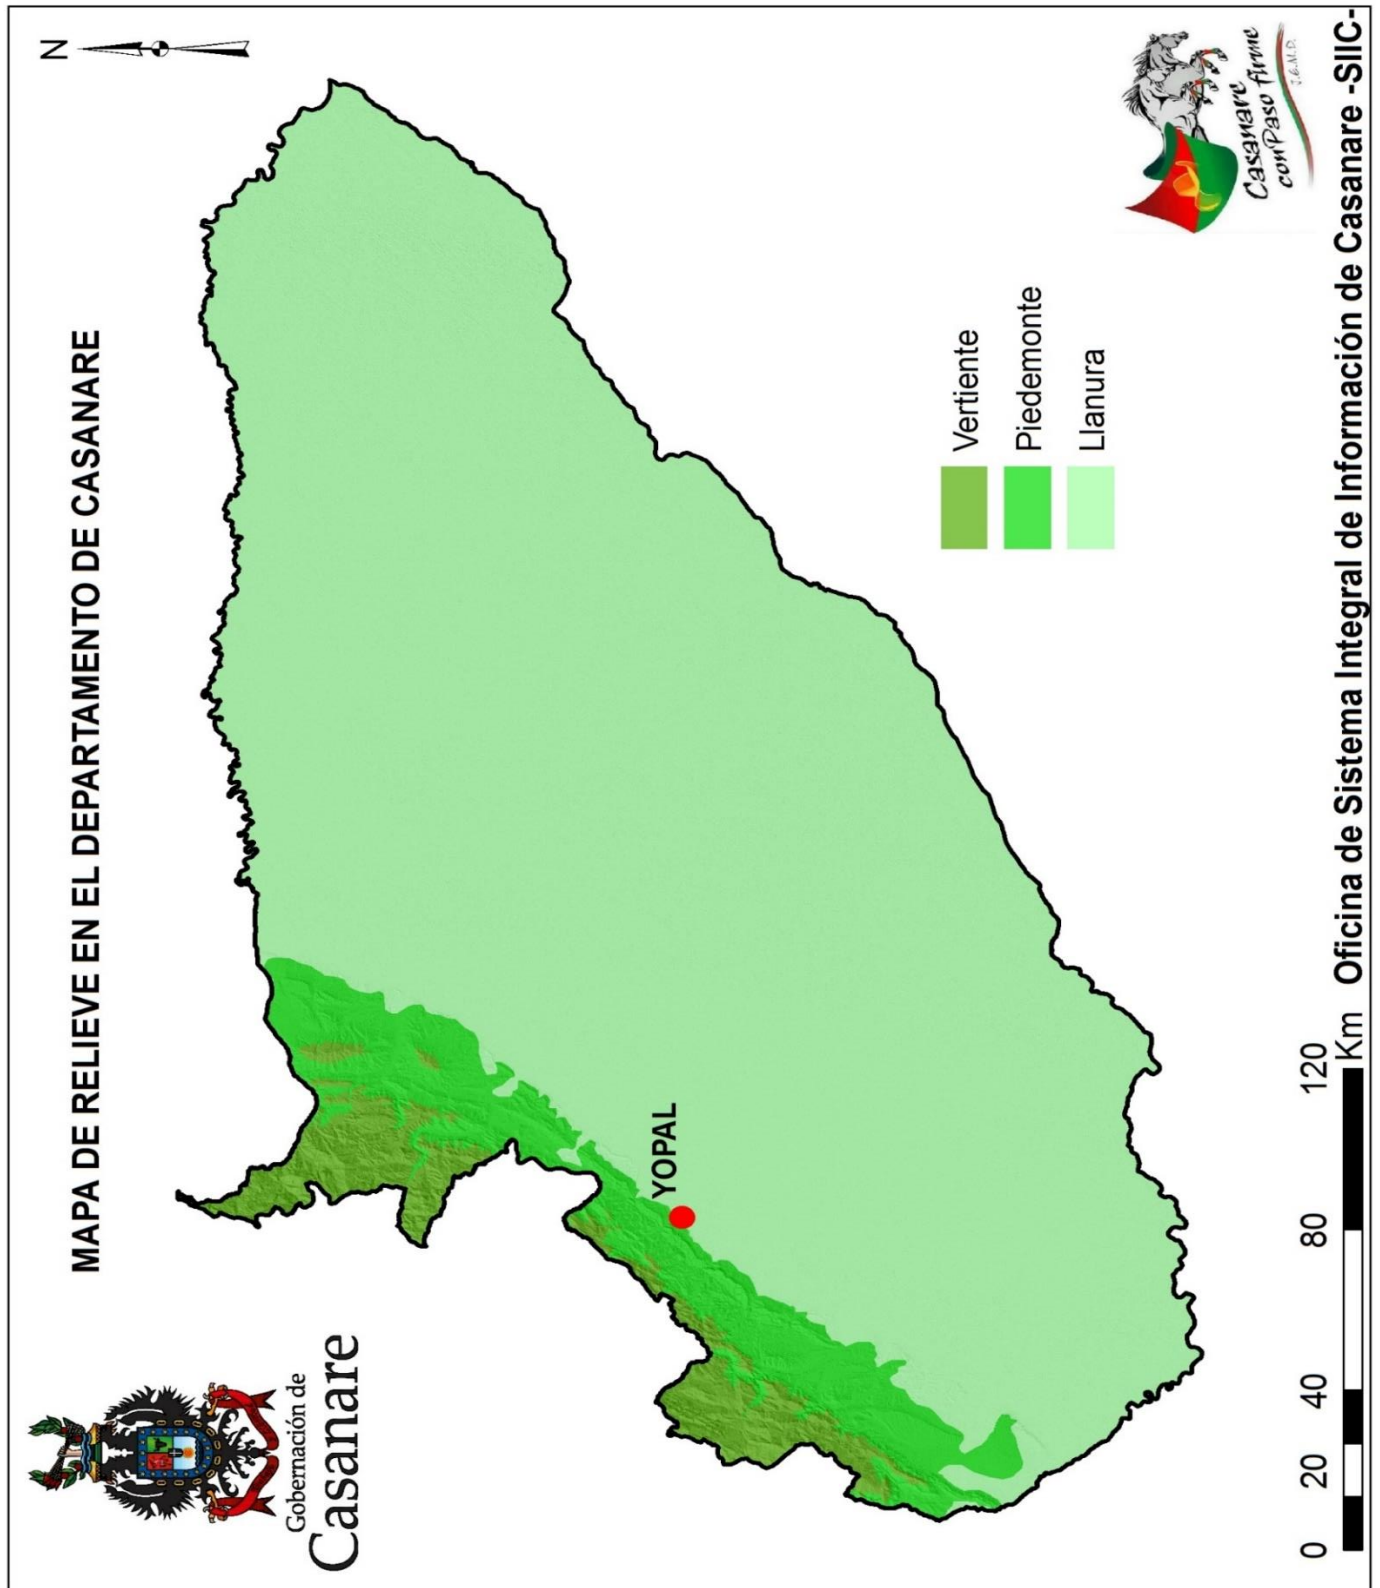 MAPA DE RELIEVE EN EL DEPARTAMENTO DE CASANARE
N
Gobernación de
Casanare
YOPAL
Vertiente
Piedemonte
Llanura
Casanare
con Paso firme
J.G.M.D.
0 20 40 80 120
Km
Oficina de Sistema Integral de Información de Casanare -SIIC-